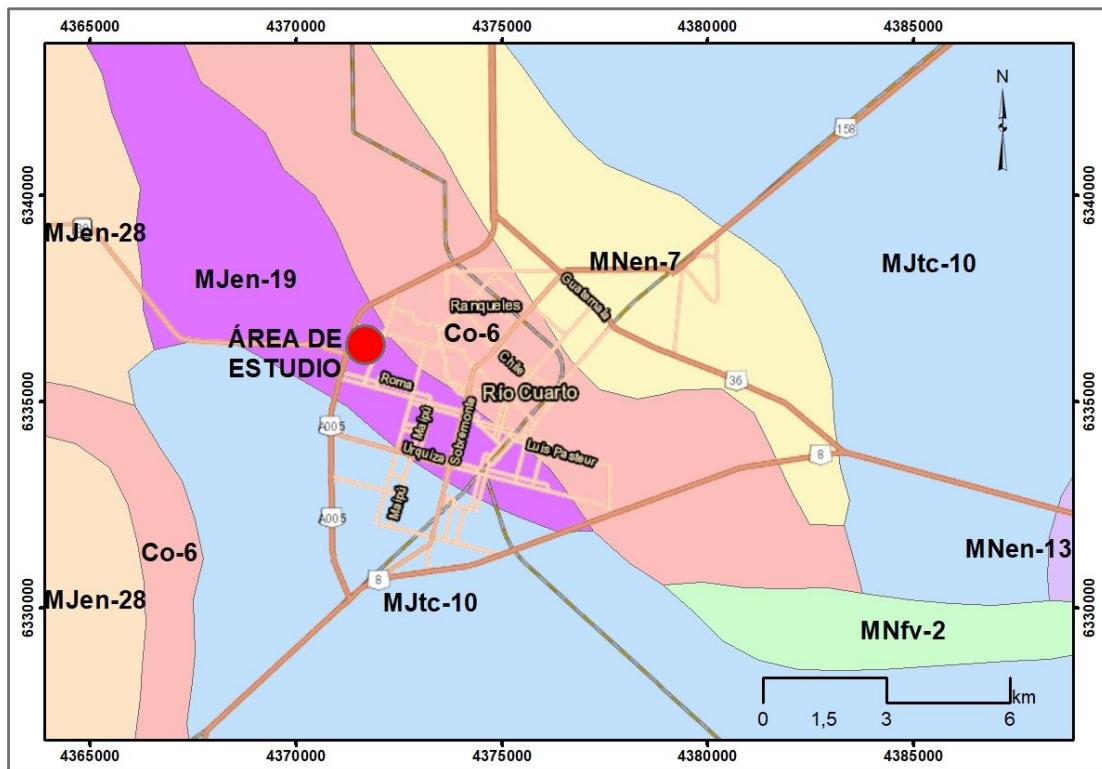 4365000 4370000 4375000 4380000 4385000
N
158
6340000 6340000
MJen-28
MNen-7
MJtc-10
MJen-19
Guatemala
Ranqueles
Co-6
ÁREA DE
ESTUDIO
Chile
36
Roma
Río Cuarto
6335000 6335000
Maipú
Sobremonte
A005
Urquiza
Luis Pasteur
8
Maipú
A005
Co-6
MNen-13
8
MJen-28
MJtc-10
6330000 6330000
MNfv-2
km
0 1,5 3 6
4365000 4370000 4375000 4380000 4385000